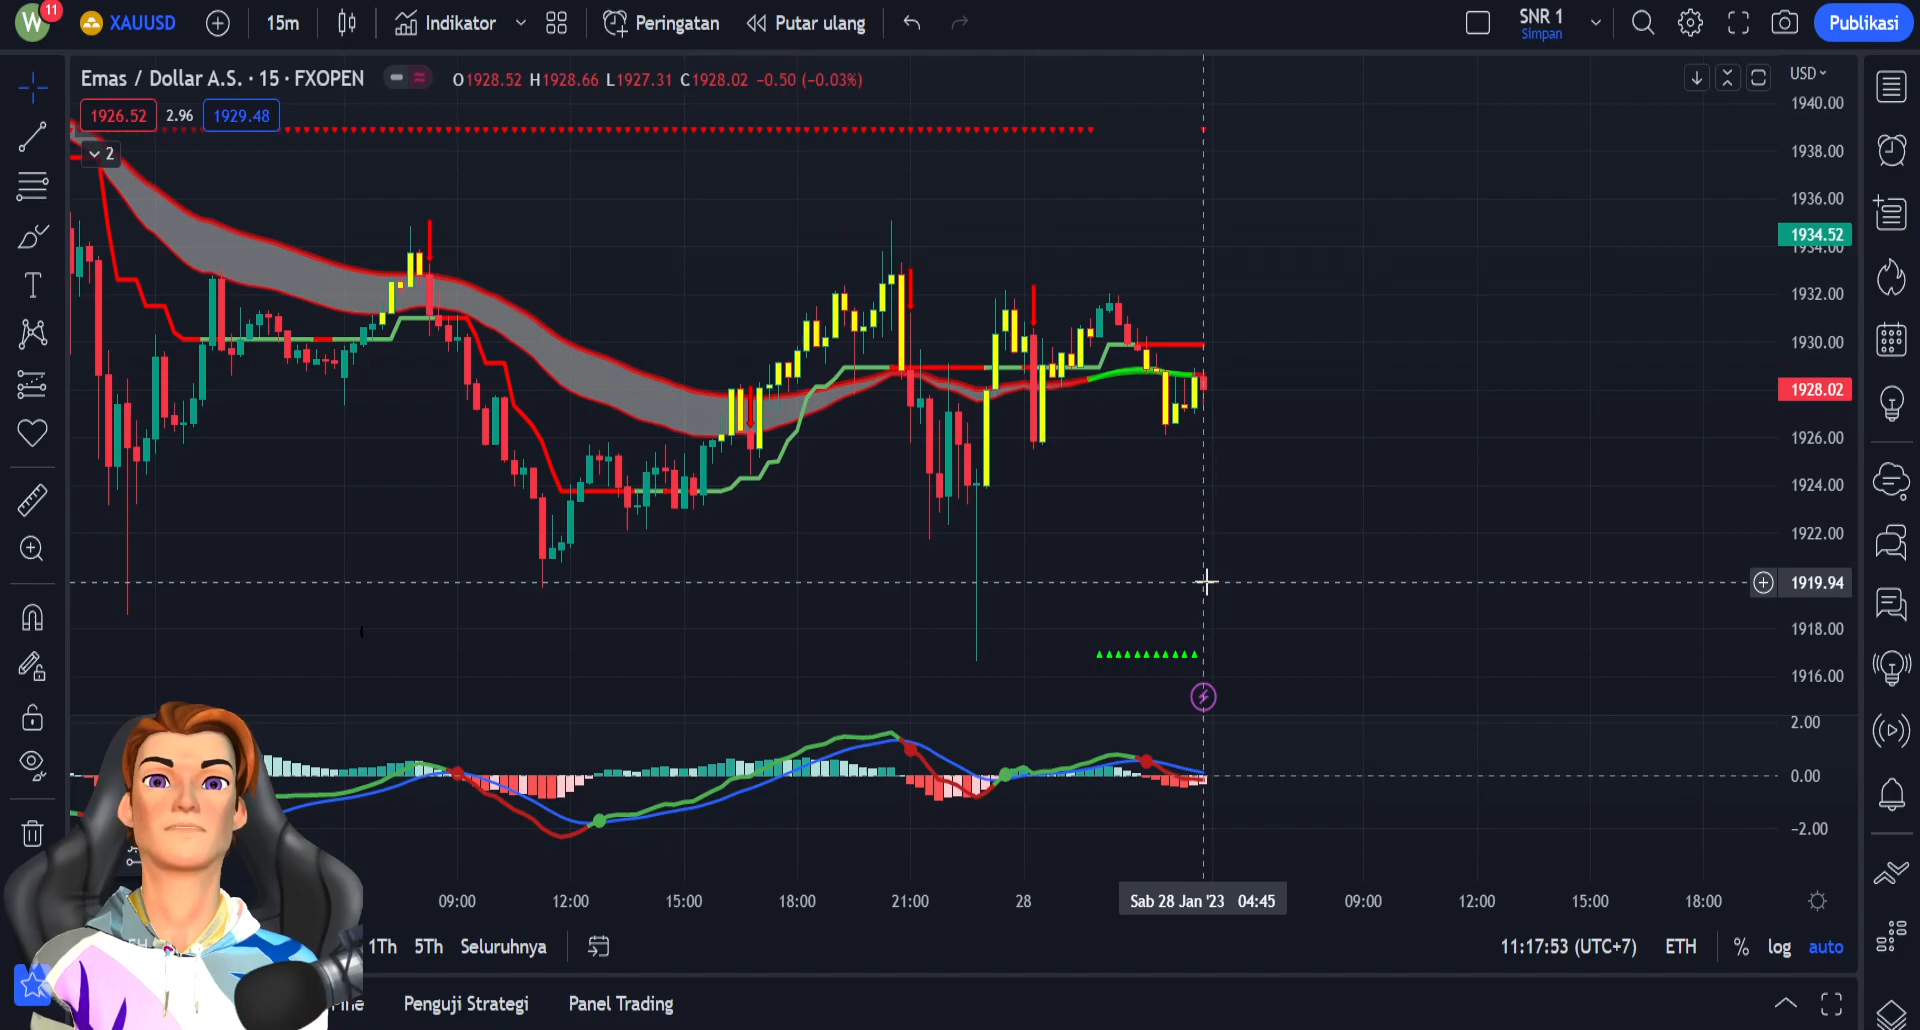 W 11 XAUUSD 15m Indikator Peringatan Putar ulang SNR 1 Publikasi
Simpan
Emas / Dollar A.S. · 15 · FXOPEN O1928.52 H1928.66 L1927.31 C1928.02 −0.50 (−0.03%) USD
1926.52 2.96 1929.48
2
1940.00
1938.00
1936.00
1934.52
1934.00
1932.00
1930.00
1928.02
1926.00
1924.00
1922.00
1919.94
1918.00
1916.00
2.00
0.00
−2.00
09:00 12:00 15:00 18:00 21:00 28 Sab 28 Jan '23 04:45 09:00 12:00 15:00 18:00
1Th 5Th Seluruhnya 11:17:53 (UTC+7) ETH % log auto
Penguji Strategi Panel Trading